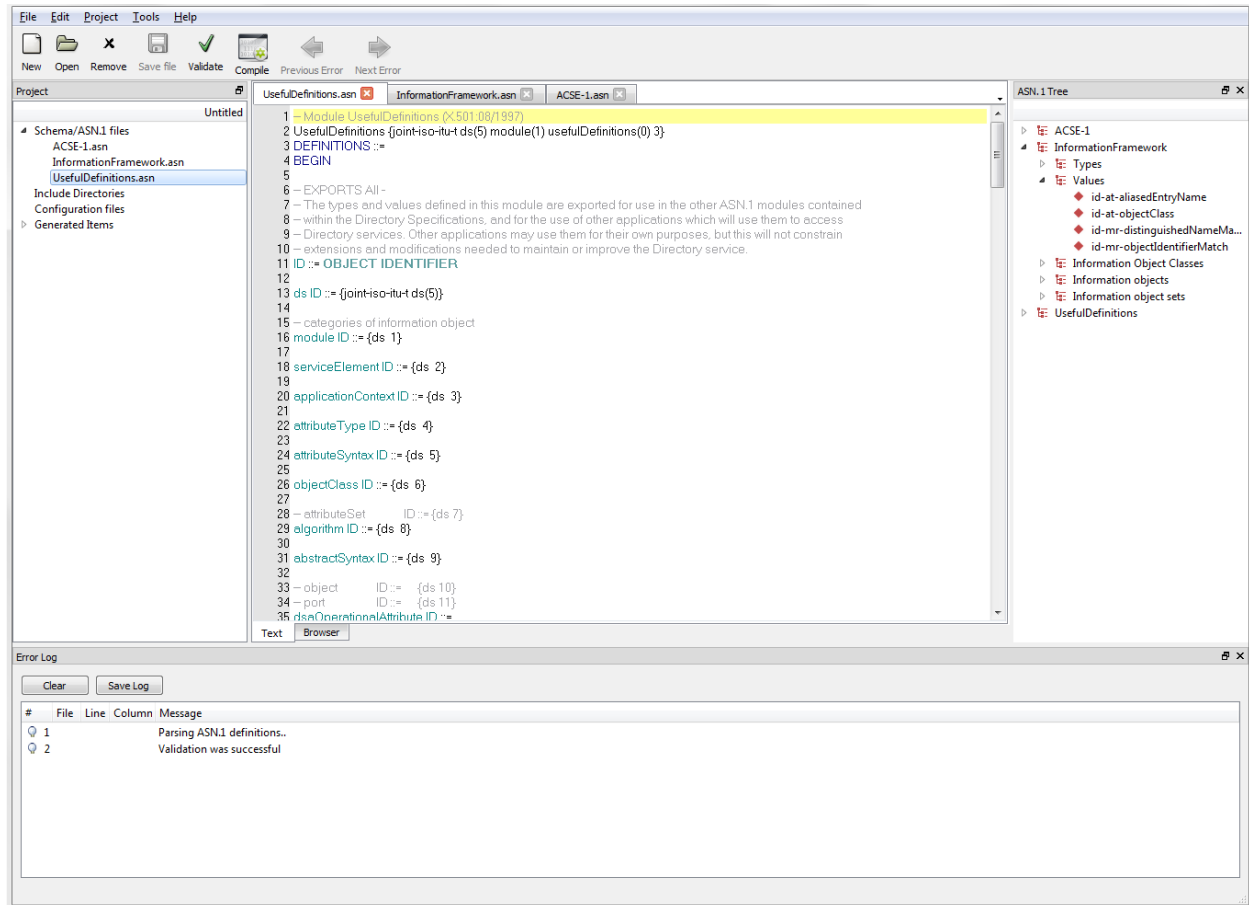 File Edit Project Tools Help
New Open Remove Save file Validate Compile Previous Error Next Error
Project
Untitled
Schema/ASN.1 files
ACSE-1.asn
InformationFramework.asn
UsefulDefinitions.asn
Include Directories
Configuration files
Generated Items
UsefulDefinitions.asn InformationFramework.asn ACSE-1.asn
1 -- Module UsefulDefinitions (X.501:08/1997)
2 UsefulDefinitions {joint-iso-itu-t ds(5) module(1) usefulDefinitions(0) 3}
3 DEFINITIONS ::=
4 BEGIN
5
6 -- EXPORTS All -
7 -- The types and values defined in this module are exported for use in the other ASN.1 modules contained
8 -- within the Directory Specifications, and for the use of other applications which will use them to access
9 -- Directory services. Other applications may use them for their own purposes, but this will not constrain
10 -- extensions and modifications needed to maintain or improve the Directory service.
11 ID ::= OBJECT IDENTIFIER
12
13 ds ID ::= {joint-iso-itu-t ds(5)}
14
15 -- categories of information object
16 module ID ::= {ds 1}
17
18 serviceElement ID ::= {ds 2}
19
20 applicationContext ID ::= {ds 3}
21
22 attributeType ID ::= {ds 4}
23
24 attributeSyntax ID ::= {ds 5}
25
26 objectClass ID ::= {ds 6}
27
28 -- attributeSet ID ::= {ds 7}
29 algorithm ID ::= {ds 8}
30
31 abstractSyntax ID ::= {ds 9}
32
33 -- object ID ::= {ds 10}
34 -- port ID ::= {ds 11}
35 dsaOperationalAttribute ID ::=
Text Browser
ASN.1 Tree
ACSE-1
InformationFramework
Types
Values
id-at-aliasedEntryName
id-at-objectClass
id-mr-distinguishedNameMa...
id-mr-objectIdentifierMatch
Information Object Classes
Information objects
Information object sets
UsefulDefinitions
Error Log
Clear Save Log
# File Line Column Message
1 Parsing ASN.1 definitions..
2 Validation was successful